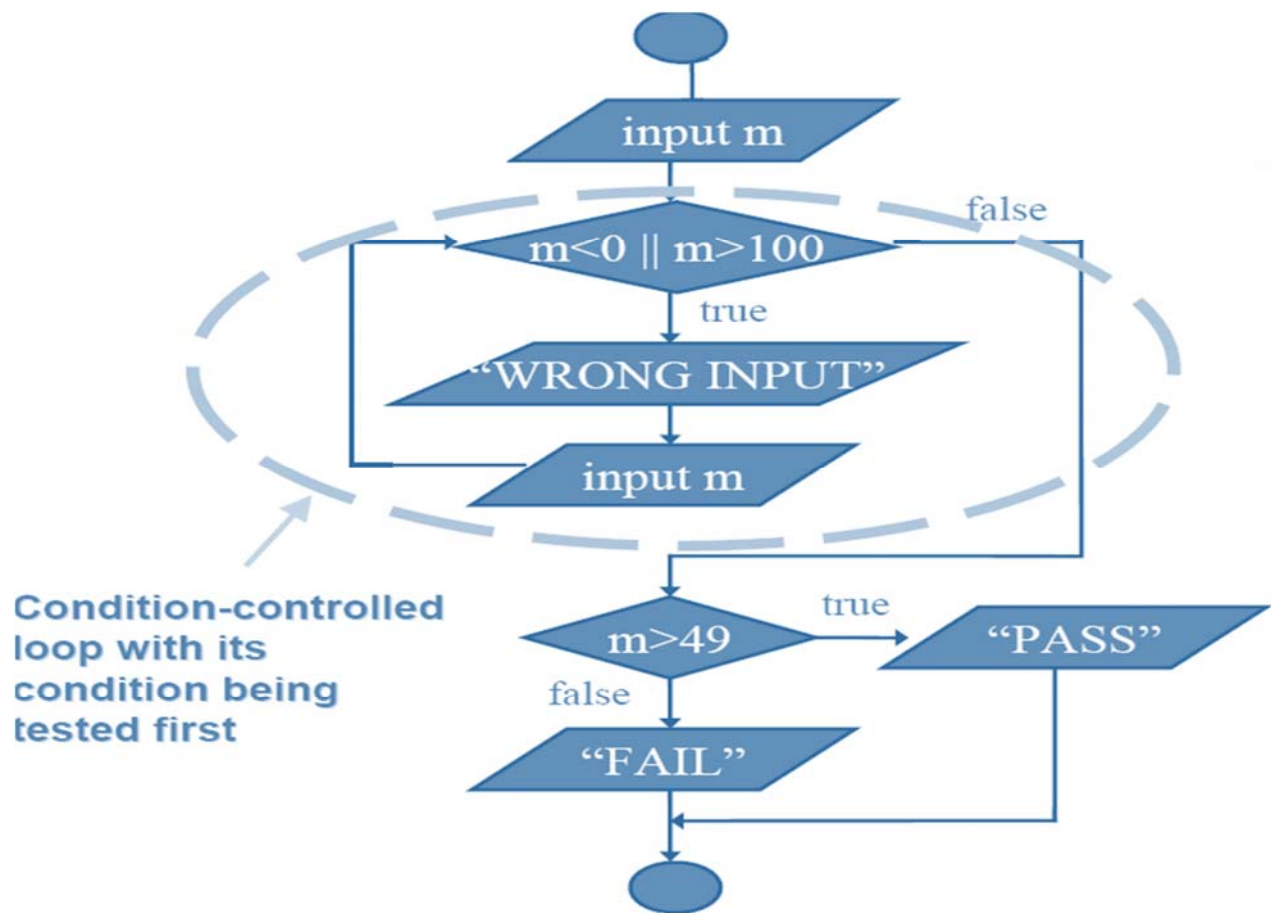 input m
false
m<0 || m>100
true
“WRONG INPUT”
input m
Condition-controlled
loop with its
condition being
tested first
true
m>49
“PASS”
false
“FAIL”